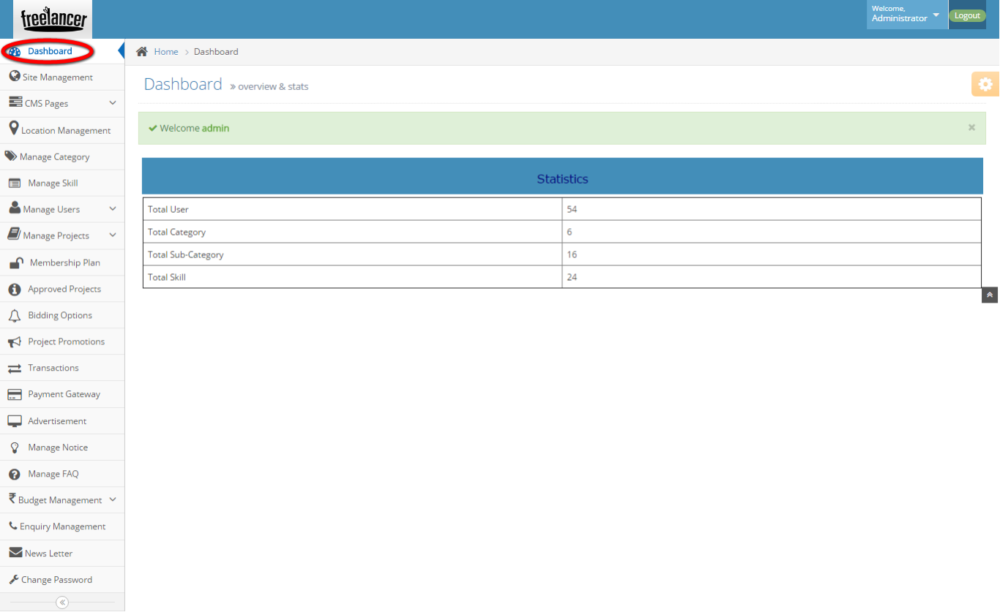 freelancer
Welcome,
Administrator
Logout
Dashboard
Site Management
CMS Pages
Location Management
Manage Category
Manage Skill
Manage Users
Manage Projects
Membership Plan
Approved Projects
Bidding Options
Project Promotions
Transactions
Payment Gateway
Advertisement
Manage Notice
Manage FAQ
₹ Budget Management
Enquiry Management
News Letter
Change Password
«
Home > Dashboard
Dashboard » overview & stats
✔ Welcome admin ×
Statistics
Total User 54
Total Category 6
Total Sub-Category 16
Total Skill 24